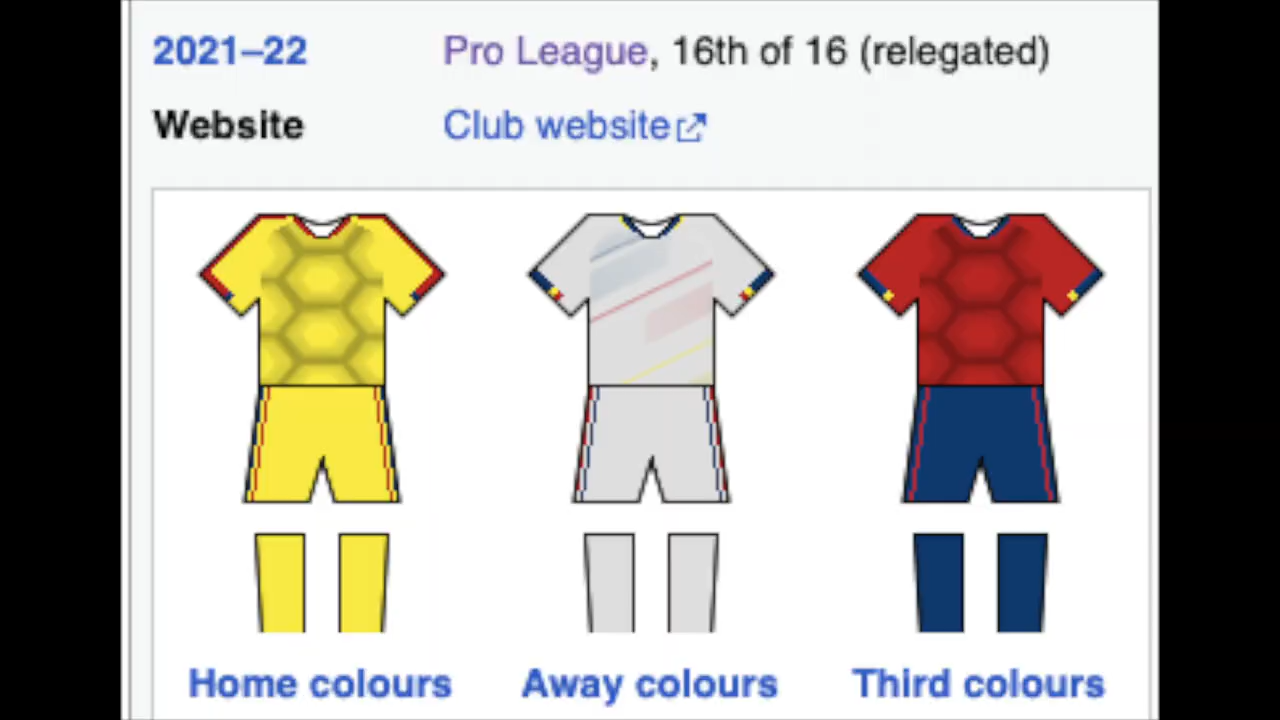 2021–22 Pro League, 16th of 16 (relegated)
Website Club website
Home colours Away colours Third colours